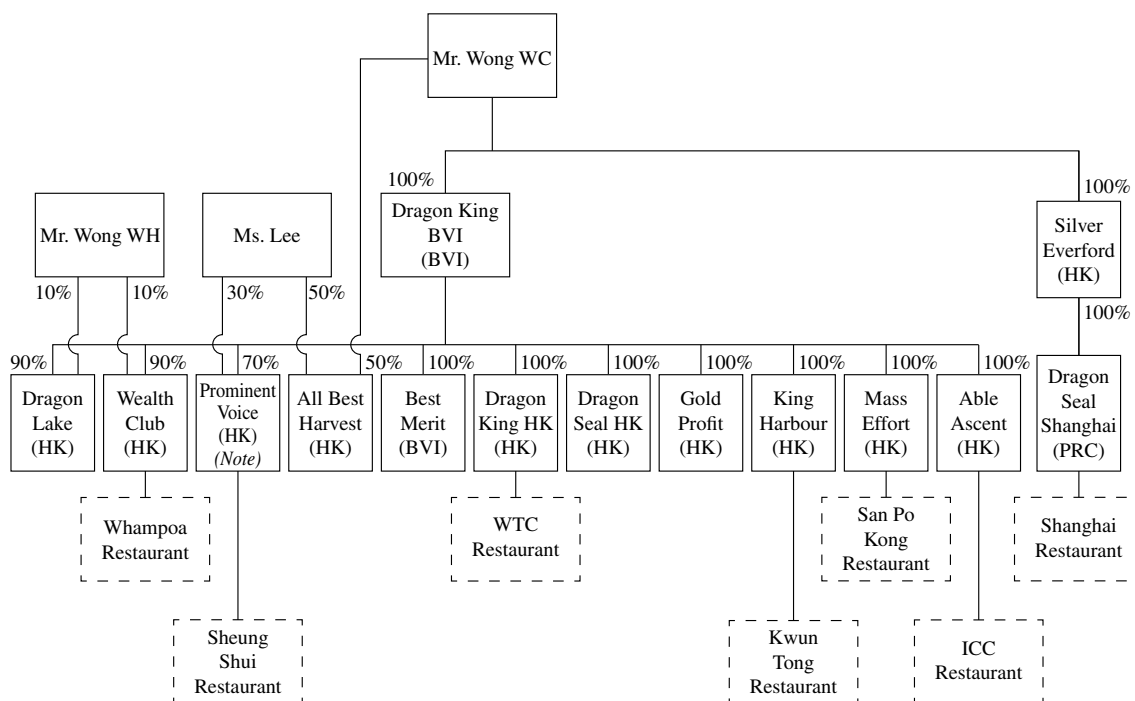 Mr. Wong WC
100%
100%
Mr. Wong WH
Ms. Lee
Dragon King
BVI
(BVI)
Silver
Everford
(HK)
10%
10%
30%
50%
100%
90%
90%
70%
50%
100%
100%
100%
100%
100%
100%
100%
Dragon
Lake
(HK)
Wealth
Club
(HK)
Prominent
Voice
(HK)
(Note)
All Best
Harvest
(HK)
Best
Merit
(BVI)
Dragon
King HK
(HK)
Dragon
Seal HK
(HK)
Gold
Profit
(HK)
King
Harbour
(HK)
Mass
Effort
(HK)
Able
Ascent
(HK)
Dragon
Seal
Shanghai
(PRC)
Whampoa
Restaurant
WTC
Restaurant
San Po
Kong
Restaurant
Shanghai
Restaurant
Sheung
Shui
Restaurant
Kwun
Tong
Restaurant
ICC
Restaurant